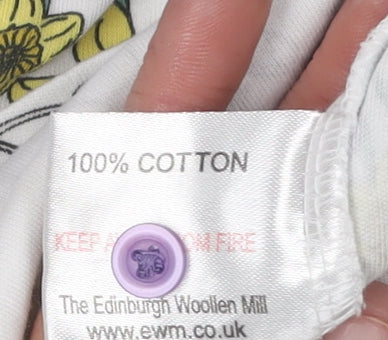 100% COTTON
KEEP FIRE
The Edinburgh Woollen Mill
www.ewm.co.uk